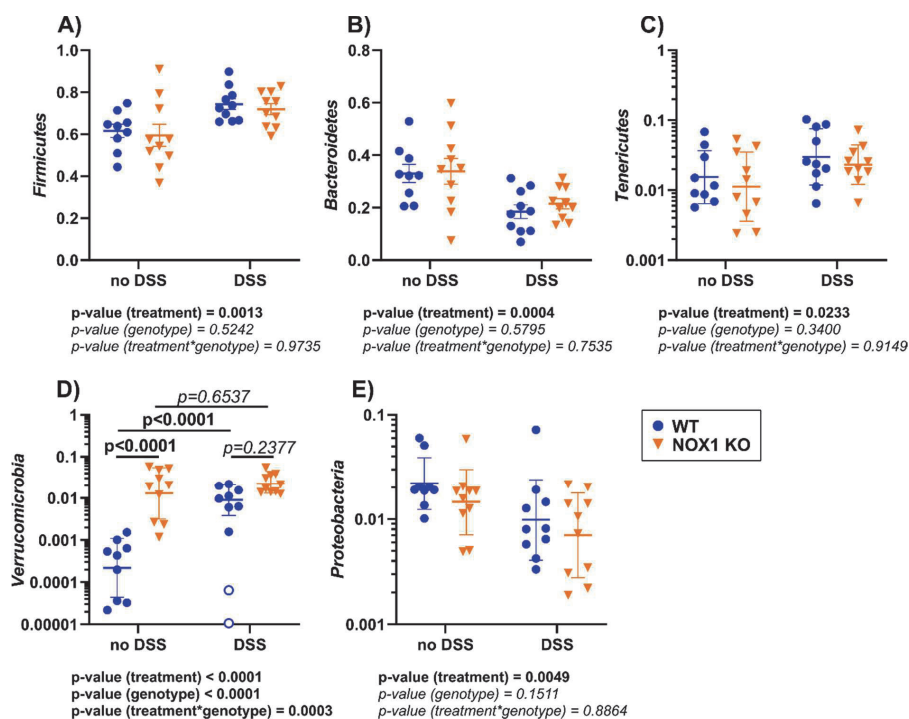 A)
1.0
0.8
0.6
0.4
0.2
0.0
Firmicutes
no DSS
DSS
p-value (treatment) = 0.0013
p-value (genotype) = 0.5242
p-value (treatment*genotype) = 0.9735
B)
0.8
0.6
0.4
0.2
0.0
Bacteroidetes
no DSS
DSS
p-value (treatment) = 0.0004
p-value (genotype) = 0.5795
p-value (treatment*genotype) = 0.7535
C)
1
0.1
0.01
0.001
Tenericutes
no DSS
DSS
p-value (treatment) = 0.0233
p-value (genotype) = 0.3400
p-value (treatment*genotype) = 0.9149
D)
p=0.6537
p<0.0001
p<0.0001
p=0.2377
1
0.1
0.01
0.001
0.0001
0.00001
Verrucomicrobia
no DSS
DSS
p-value (treatment) < 0.0001
p-value (genotype) < 0.0001
p-value (treatment*genotype) = 0.0003
E)
0.1
0.01
0.001
Proteobacteria
no DSS
DSS
p-value (treatment) = 0.0049
p-value (genotype) = 0.1511
p-value (treatment*genotype) = 0.8864
WT
NOX1 KO